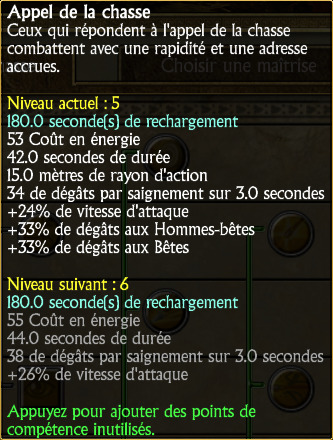 Appel de la chasse
Ceux qui répondent à l'appel de la chasse
combattent avec une rapidité et une adresse
accrues.
Choisir une maîtrise
Niveau actuel : 5
180.0 seconde(s) de rechargement
53 Coût en énergie
42.0 secondes de durée
15.0 mètres de rayon d'action
34 de dégâts par saignement sur 3.0 secondes
+24% de vitesse d'attaque
+33% de dégâts aux Hommes-bêtes
+33% de dégâts aux Bêtes
Niveau suivant : 6
180.0 seconde(s) de rechargement
55 Coût en énergie
44.0 secondes de durée
38 de dégâts par saignement sur 3.0 secondes
+26% de vitesse d'attaque
Appuyez pour ajouter des points de
compétence inutilisés.